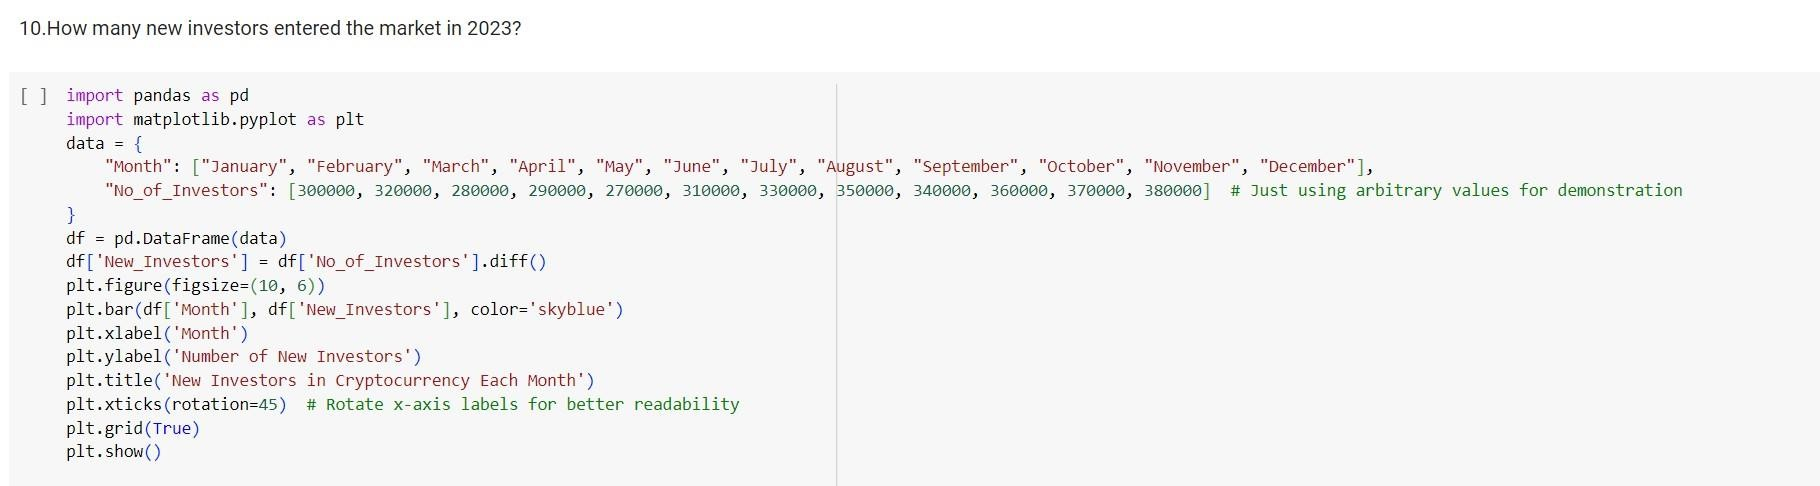 10.How many new investors entered the market in 2023?
[ ] import pandas as pd
import matplotlib.pyplot as plt
data = {
    "Month": ["January", "February", "March", "April", "May", "June", "July", "August", "September", "October", "November", "December"],
    "No_of_Investors": [300000, 320000, 280000, 290000, 270000, 310000, 330000, 350000, 340000, 360000, 370000, 380000]  # Just using arbitrary values for demonstration
}
df = pd.DataFrame(data)
df['New_Investors'] = df['No_of_Investors'].diff()
plt.figure(figsize=(10, 6))
plt.bar(df['Month'], df['New_Investors'], color='skyblue')
plt.xlabel('Month')
plt.ylabel('Number of New Investors')
plt.title('New Investors in Cryptocurrency Each Month')
plt.xticks(rotation=45)  # Rotate x-axis labels for better readability
plt.grid(True)
plt.show()